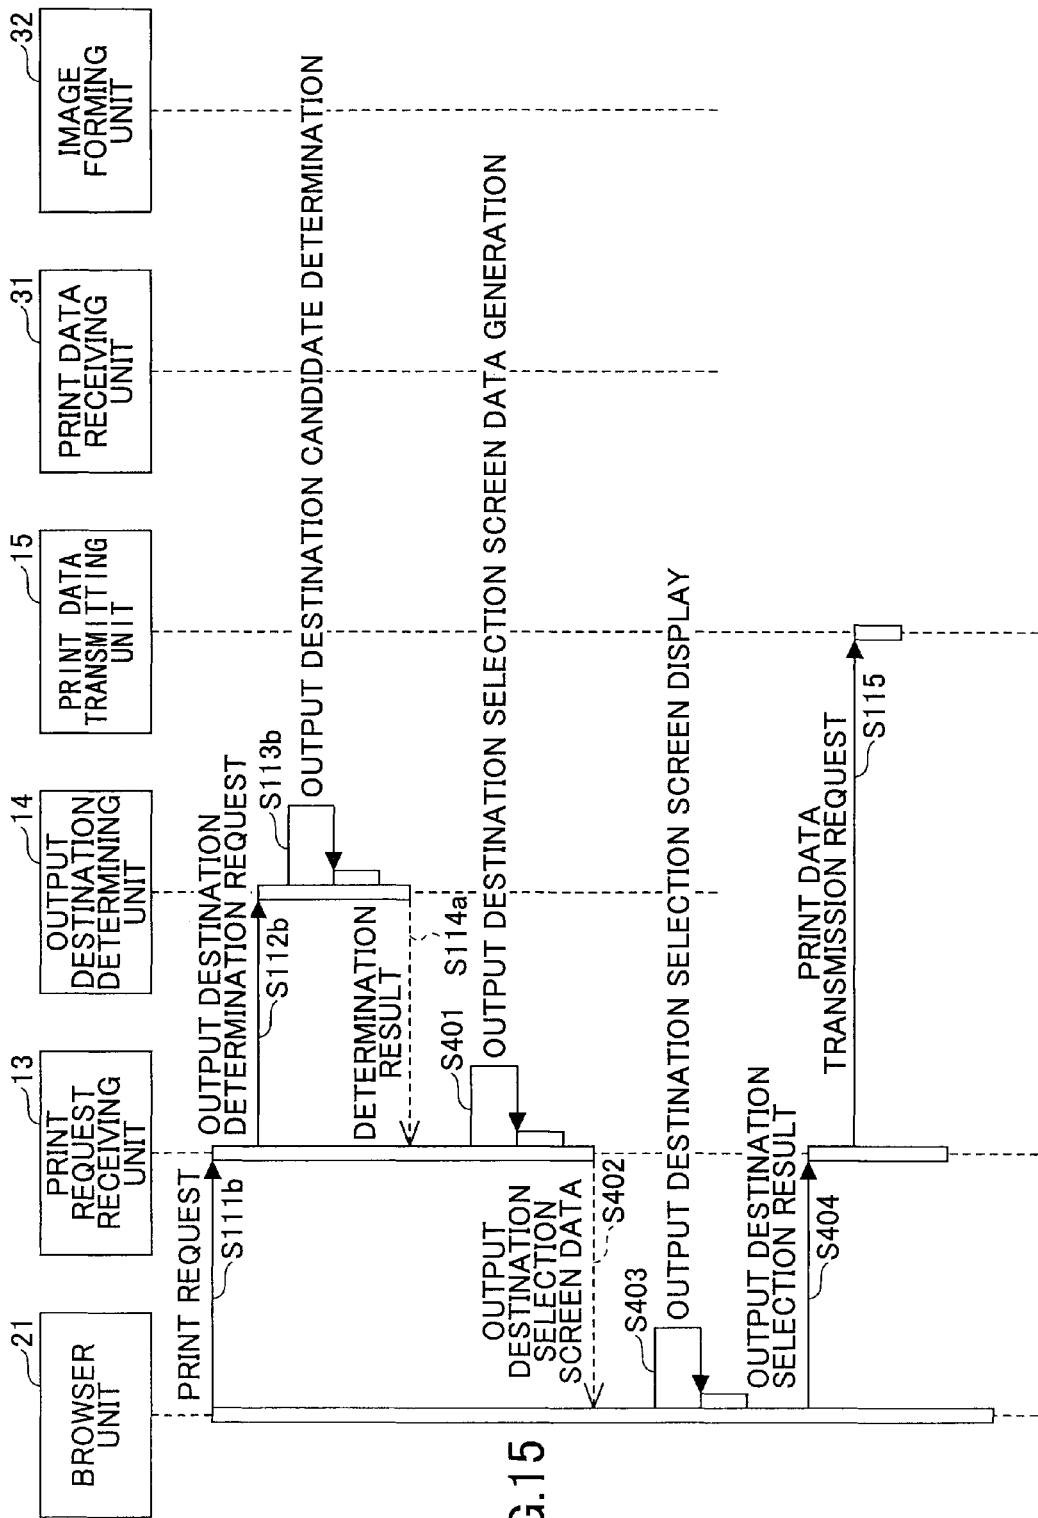 21
BROWSER
UNIT
13
PRINT
REQUEST
RECEIVING
UNIT
14
OUTPUT
DESTINATION
DETERMINING
UNIT
15
PRINT DATA
TRANSMITTING
UNIT
31
PRINT DATA
RECEIVING
UNIT
32
IMAGE
FORMING
UNIT
PRINT REQUEST
S111b
OUTPUT DESTINATION
DETERMINATION REQUEST
S112b
S113b
OUTPUT DESTINATION CANDIDATE DETERMINATION
DETERMINATION
RESULT
S114a
S401
OUTPUT DESTINATION SELECTION SCREEN DATA GENERATION
OUTPUT
DESTINATION
SELECTION
SCREEN DATA
S402
S403
OUTPUT DESTINATION SELECTION SCREEN DISPLAY
OUTPUT DESTINATION
SELECTION RESULT
S404
PRINT DATA
TRANSMISSION REQUEST
S115
G.15